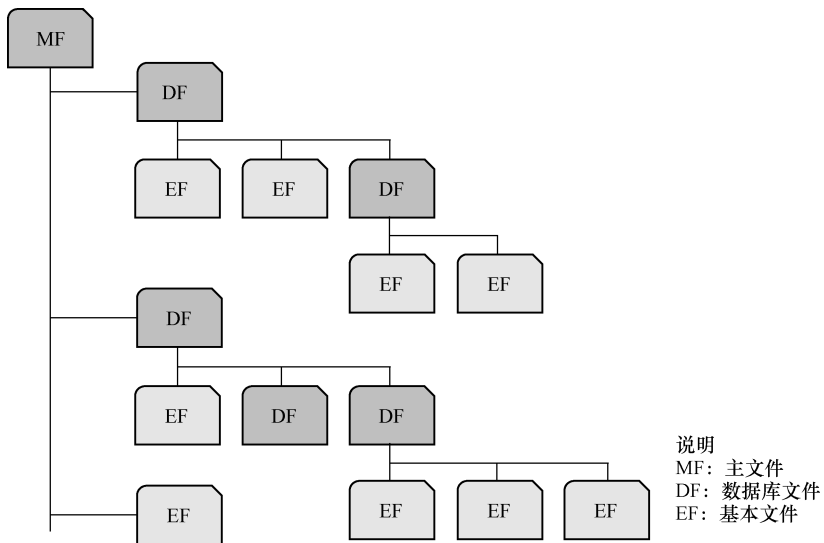 MF
DF
EF EF DF
EF EF
DF
EF DF DF
EF EF EF
EF
说明
MF：主文件
DF：数据库文件
EF：基本文件